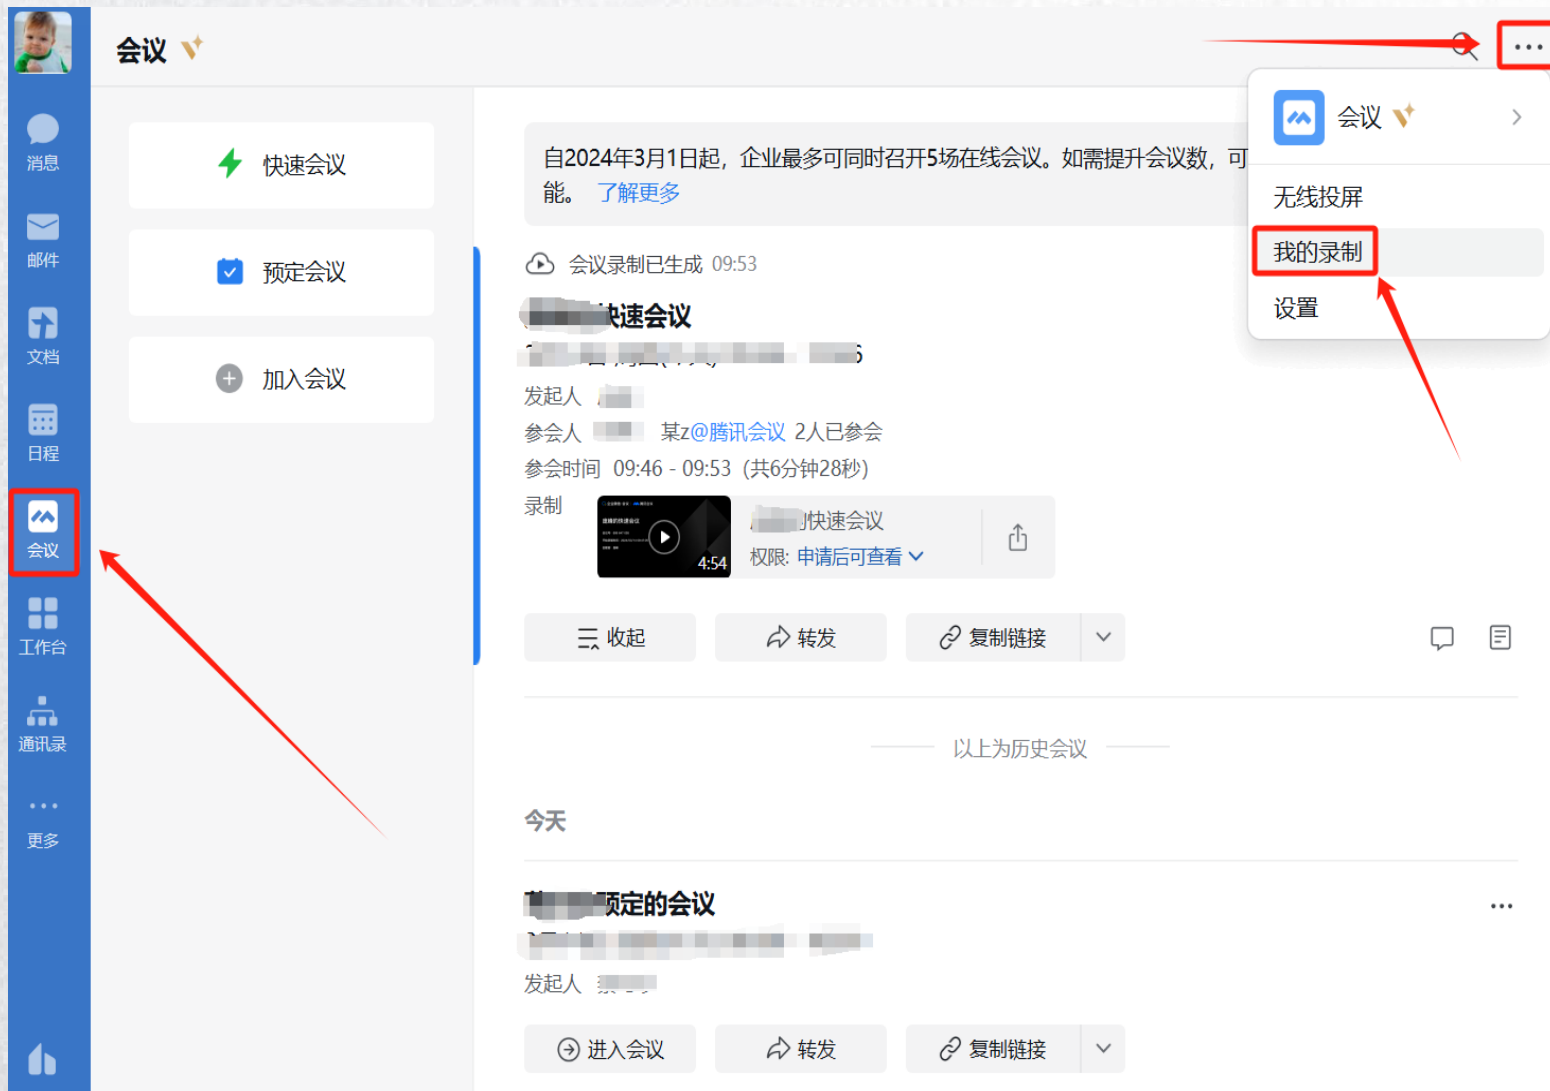 会议
消息
邮件
文档
日程
会议
工作台
通讯录
更多
快速会议
预定会议
加入会议
自2024年3月1日起，企业最多可同时召开5场在线会议。如需提升会议数，可
能。 了解更多
会议
无线投屏
我的录制
设置
会议录制已生成 09:53
快速会议
发起人
参会人 某z@腾讯会议 2人已参会
参会时间 09:46 - 09:53 (共6分钟28秒)
录制
4:54
的快速会议
权限: 申请后可查看
收起
转发
复制链接
以上为历史会议
今天
预定的会议
发起人
进入会议
转发
复制链接